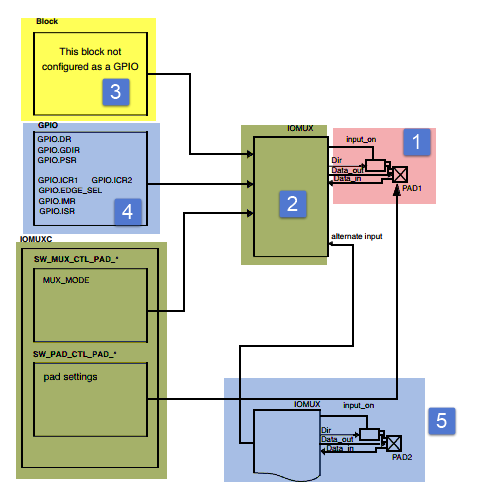 Block
This block not
configured as a GPIO
3
GPIO
GPIO.DR
GPIO.GDIR
GPIO.PSR
GPIO.ICR1 GPIO.ICR2
GPIO.EDGE_SEL
GPIO.IMR
GPIO.ISR
4
IOMUX
2
input_on
1
Dir
Data_out
Data_in
PAD1
alternate input
IOMUXC
SW_MUX_CTL_PAD_*
MUX_MODE
SW_PAD_CTL_PAD_*
pad settings
IOMUX
input_on
Dir
Data_out
Data_in
PAD2
5